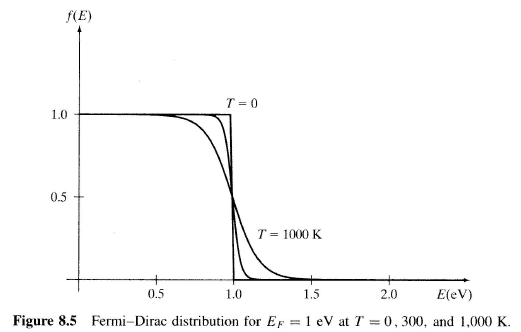 f(E)
T = 0
1.0
0.5
T = 1000 K
0.5 1.0 1.5 2.0 E(eV)
Figure 8.5 Fermi–Dirac distribution for E_F = 1 eV at T = 0, 300, and 1,000 K.